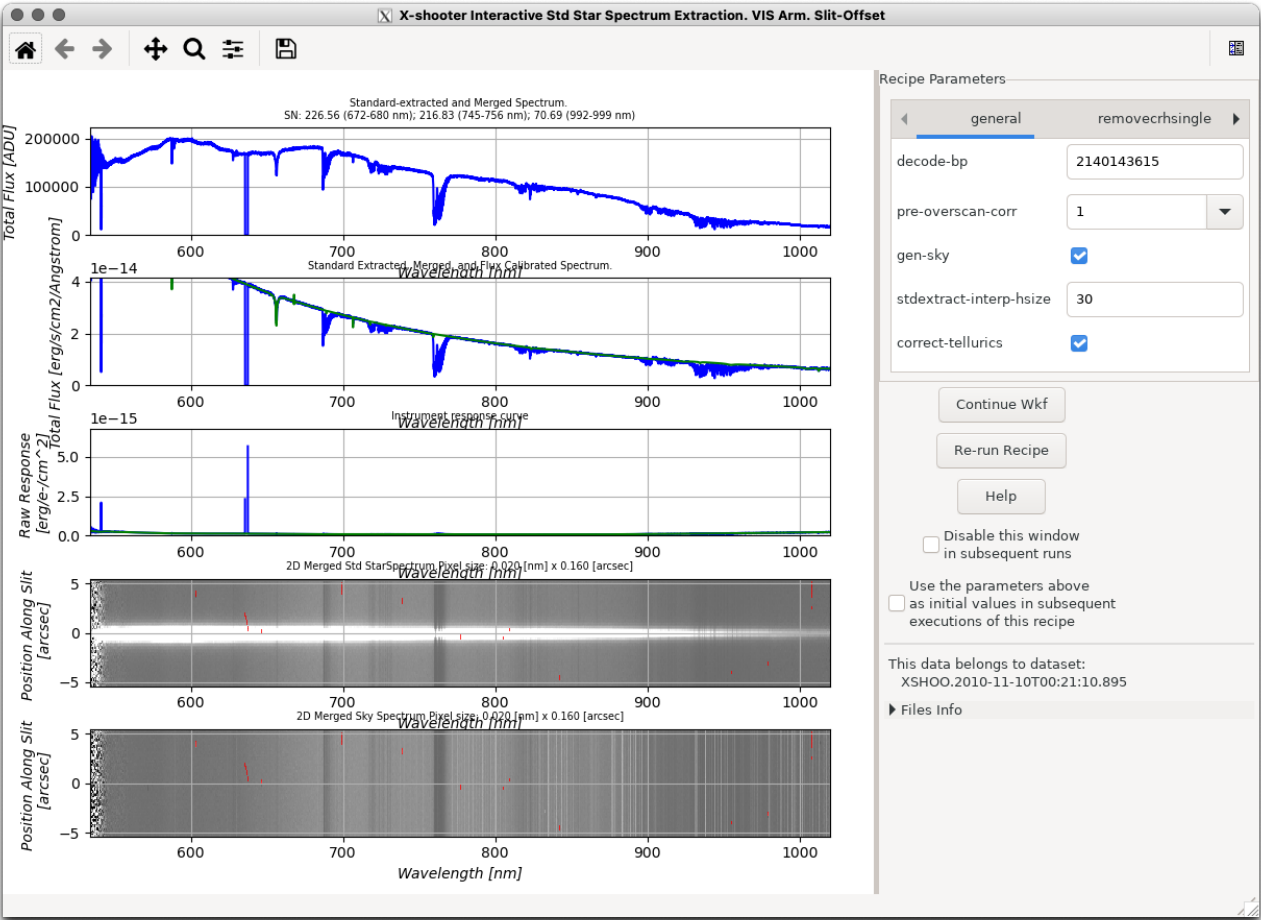 X-shooter Interactive Std Star Spectrum Extraction. VIS Arm. Slit-Offset
Standard-extracted and Merged Spectrum.
SN: 226.56 (672-680 nm); 216.83 (745-756 nm); 70.69 (992-999 nm)
Total Flux [ADU]
200000
100000
0
600
700
800
900
1000
Wavelength [nm]
Standard Extracted, Merged, and Flux Calibrated Spectrum.
1e−14
Total Flux [erg/s/cm2/Angstrom]
4
2
0
600
700
800
900
1000
Wavelength [nm]
Instrument response curve
1e−15
Raw Response
[erg/e-/cm^2]
5.0
2.5
0.0
600
700
800
900
1000
Wavelength [nm]
2D Merged Std StarSpectrum Pixel size: 0.020 [nm] x 0.160 [arcsec]
Position Along Slit
[arcsec]
5
0
−5
600
700
800
900
1000
Wavelength [nm]
2D Merged Sky Spectrum Pixel size: 0.020 [nm] x 0.160 [arcsec]
Position Along Slit
[arcsec]
5
0
−5
600
700
800
900
1000
Wavelength [nm]
Recipe Parameters
general
removecrhsingle
decode-bp
2140143615
pre-overscan-corr
1
gen-sky
stdextract-interp-hsize
30
correct-tellurics
Continue Wkf
Re-run Recipe
Help
Disable this window
in subsequent runs
Use the parameters above
as initial values in subsequent
executions of this recipe
This data belongs to dataset:
XSHOO.2010-11-10T00:21:10.895
Files Info